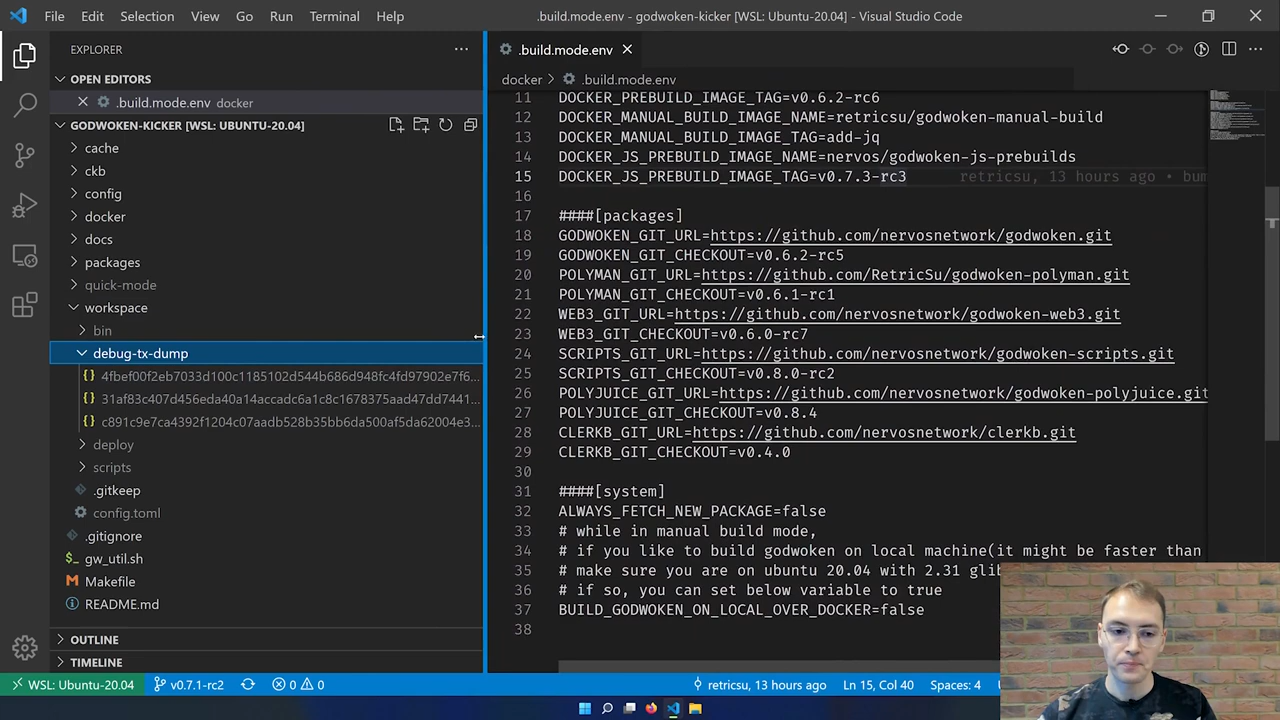 File Edit Selection View Go Run Terminal Help
.build.mode.env - godwoken-kicker [WSL: Ubuntu-20.04] - Visual Studio Code
EXPLORER
OPEN EDITORS
.build.mode.env docker
GODWOKEN-KICKER [WSL: UBUNTU-20.04]
cache
ckb
config
docker
docs
packages
quick-mode
workspace
bin
debug-tx-dump
4fbef00f2eb7033d100c1185102d544b686d948fc4fd97902e7f6...
31af83c407d456eda40a14accadc6a1c8c1678375aad47dd7441...
c891c9e7ca4392f1204c07aadb528b35bb6da500af5da62004e3...
deploy
scripts
.gitkeep
config.toml
.gitignore
gw_util.sh
Makefile
README.md
OUTLINE
TIMELINE
.build.mode.env
docker > .build.mode.env
11 DOCKER_PREBUILD_IMAGE_TAG=v0.6.2-rc6
12 DOCKER_MANUAL_BUILD_IMAGE_NAME=retricsu/godwoken-manual-build
13 DOCKER_MANUAL_BUILD_IMAGE_TAG=add-jq
14 DOCKER_JS_PREBUILD_IMAGE_NAME=nervos/godwoken-js-prebuilds
15 DOCKER_JS_PREBUILD_IMAGE_TAG=v0.7.3-rc3 retricsu, 13 hours ago • bum
16
17 ####[packages]
18 GODWOKEN_GIT_URL=https://github.com/nervosnetwork/godwoken.git
19 GODWOKEN_GIT_CHECKOUT=v0.6.2-rc5
20 POLYMAN_GIT_URL=https://github.com/RetricSu/godwoken-polyman.git
21 POLYMAN_GIT_CHECKOUT=v0.6.1-rc1
22 WEB3_GIT_URL=https://github.com/nervosnetwork/godwoken-web3.git
23 WEB3_GIT_CHECKOUT=v0.6.0-rc7
24 SCRIPTS_GIT_URL=https://github.com/nervosnetwork/godwoken-scripts.git
25 SCRIPTS_GIT_CHECKOUT=v0.8.0-rc2
26 POLYJUICE_GIT_URL=https://github.com/nervosnetwork/godwoken-polyjuice.git
27 POLYJUICE_GIT_CHECKOUT=v0.8.4
28 CLERKB_GIT_URL=https://github.com/nervosnetwork/clerkb.git
29 CLERKB_GIT_CHECKOUT=v0.4.0
30
31 ####[system]
32 ALWAYS_FETCH_NEW_PACKAGE=false
33 # while in manual build mode,
34 # if you like to build godwoken on local machine(it might be faster than
35 # make sure you are on ubuntu 20.04 with 2.31 glib
36 # if so, you can set below variable to true
37 BUILD_GODWOKEN_ON_LOCAL_OVER_DOCKER=false
38
WSL: Ubuntu-20.04 v0.7.1-rc2 0 0 retricsu, 13 hours ago Ln 15, Col 40 Spaces: 4